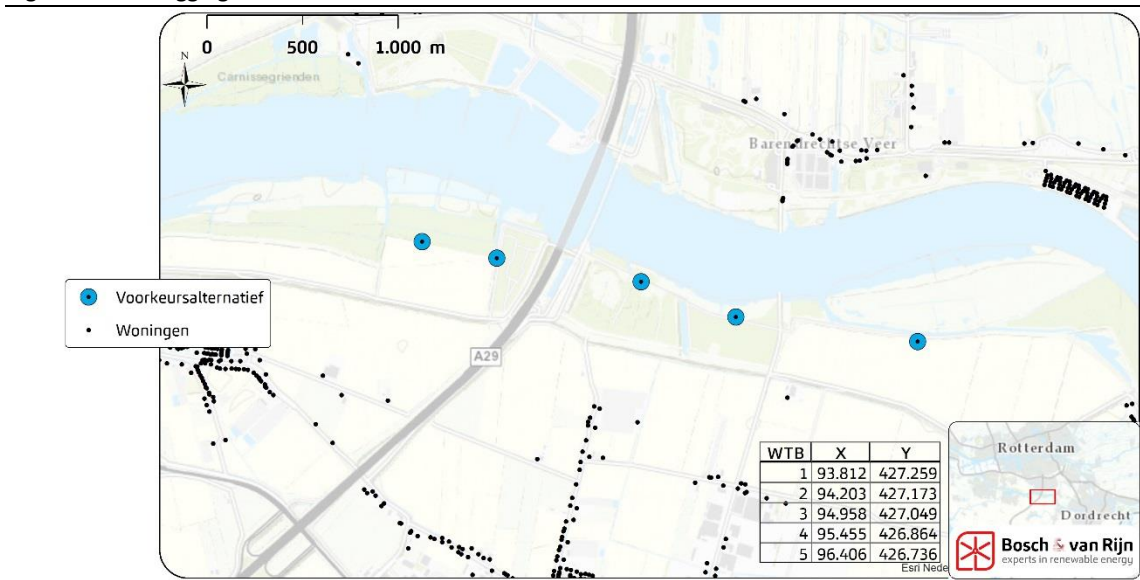 0 500 1.000 m
N
Carnissegrienden
Barendrechtse Veer
Voorkeursalternatief
Woningen
A29
WTB X Y
1 93.812 427.259
2 94.203 427.173
3 94.958 427.049
4 95.455 426.864
5 96.406 426.736
Esri Nede
Rotterdam
Dordrecht
Bosch & van Rijn
experts in renewable energy